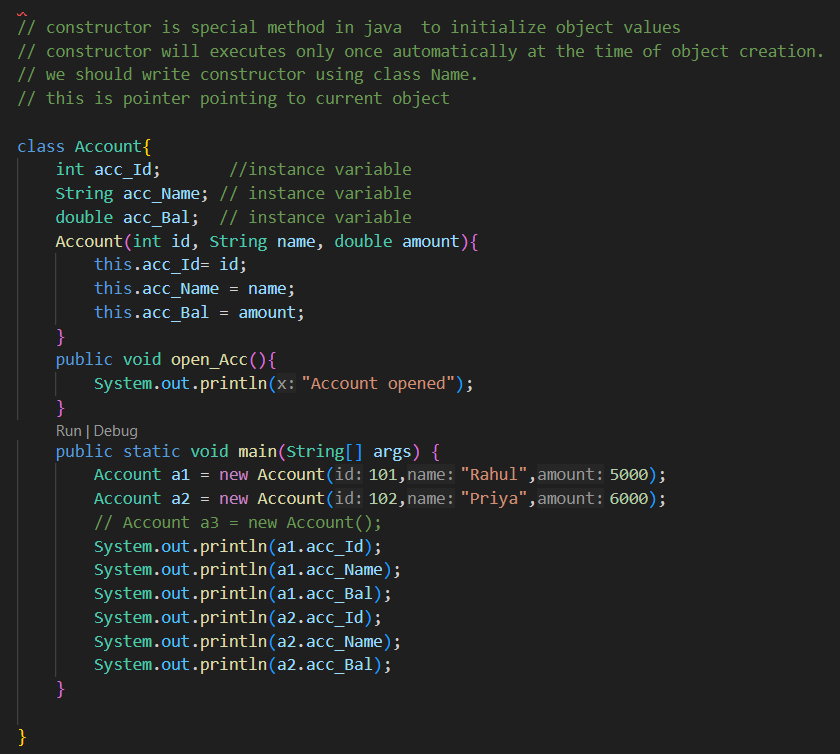 // constructor is special method in java  to initialize object values
// constructor will executes only once automatically at the time of object creation.
// we should write constructor using class Name.
// this is pointer pointing to current object

class Account{
    int acc_Id;       //instance variable
    String acc_Name; // instance variable
    double acc_Bal;  // instance variable
    Account(int id, String name, double amount){
        this.acc_Id= id;
        this.acc_Name = name;
        this.acc_Bal = amount;
    }
    public void open_Acc(){
        System.out.println(x: "Account opened");
    }
    Run | Debug
    public static void main(String[] args) {
        Account a1 = new Account(id: 101,name: "Rahul",amount: 5000);
        Account a2 = new Account(id: 102,name: "Priya",amount: 6000);
        // Account a3 = new Account();
        System.out.println(a1.acc_Id);
        System.out.println(a1.acc_Name);
        System.out.println(a1.acc_Bal);
        System.out.println(a2.acc_Id);
        System.out.println(a2.acc_Name);
        System.out.println(a2.acc_Bal);
    }

}